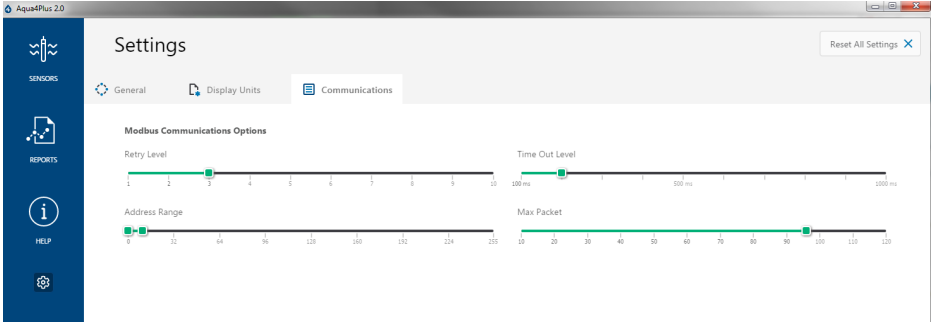 Aqua4Plus 2.0
Settings
Reset All Settings
SENSORS
General
Display Units
Communications
Modbus Communications Options
Retry Level
1 2 3 4 5 6 7 8 9 10
Time Out Level
100 ms 500 ms 1000 ms
REPORTS
Address Range
0 32 64 96 128 160 192 224 255
Max Packet
10 20 30 40 50 60 70 80 90 100 110 120
HELP